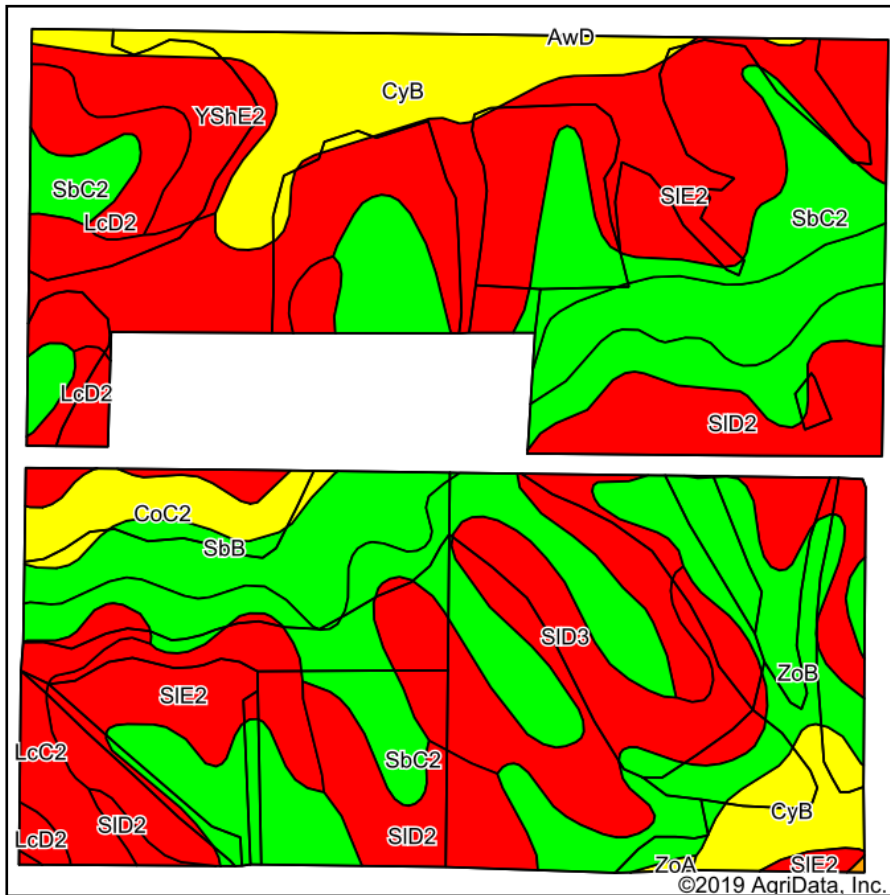 AwD
CyB
YShE2
SbC2
SlE2
LcD2
SbC2
LcD2
SlD2
CoC2
SbB
SlD3
ZoB
SlE2
LcC2
SbC2
CyB
SlD2
LcD2
SlD2
ZoA
SlE2
©2019 AgriData, Inc.